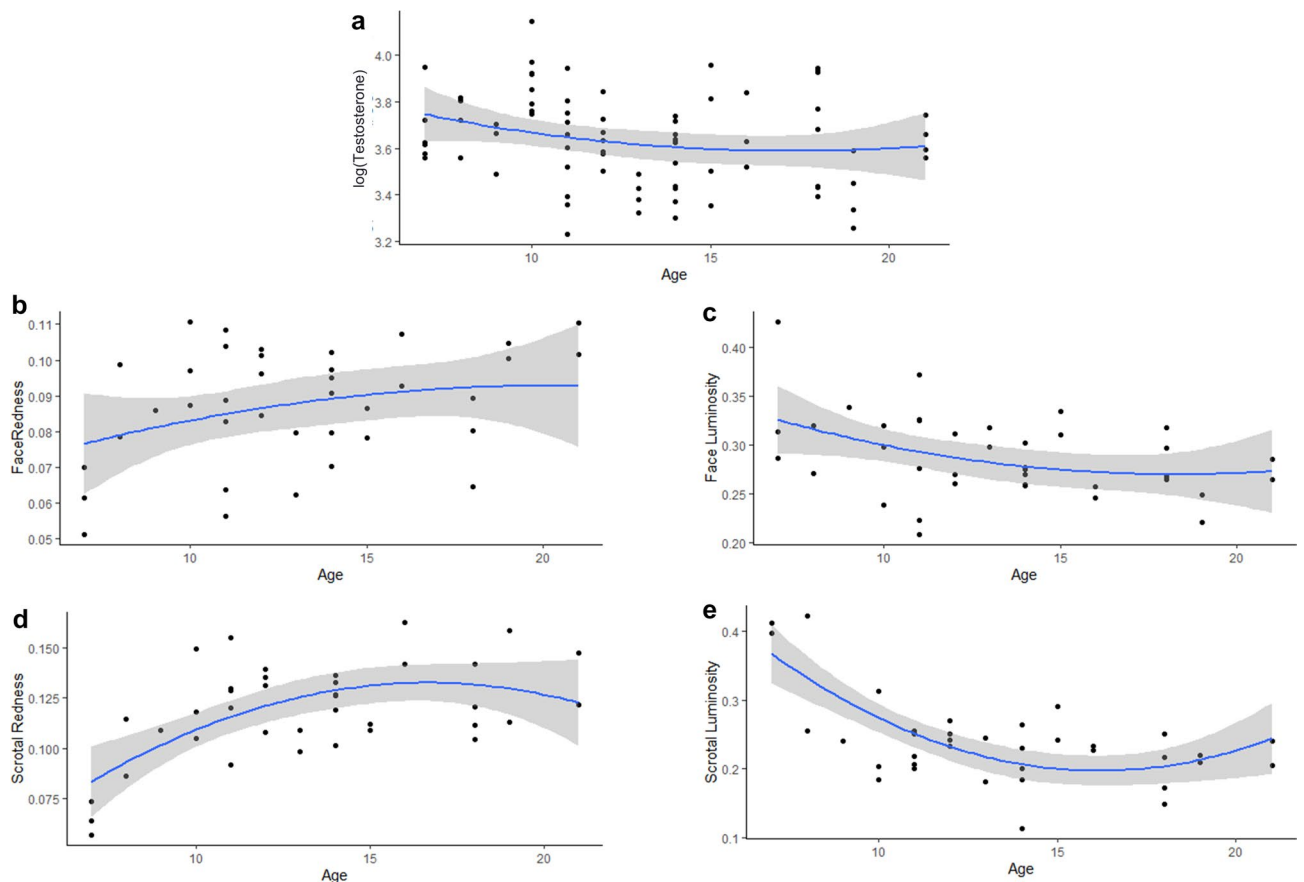 a
log(Testosterone)
4.0
3.8
3.6
3.4
3.2
10
15
20
Age
b
FaceRedness
0.11
0.10
0.09
0.08
0.07
0.06
0.05
10
15
20
Age
c
Face Luminosity
0.40
0.35
0.30
0.25
0.20
10
15
20
Age
d
Scrotal Redness
0.150
0.125
0.100
0.075
10
15
20
Age
e
Scrotal Luminosity
0.4
0.3
0.2
0.1
10
15
20
Age